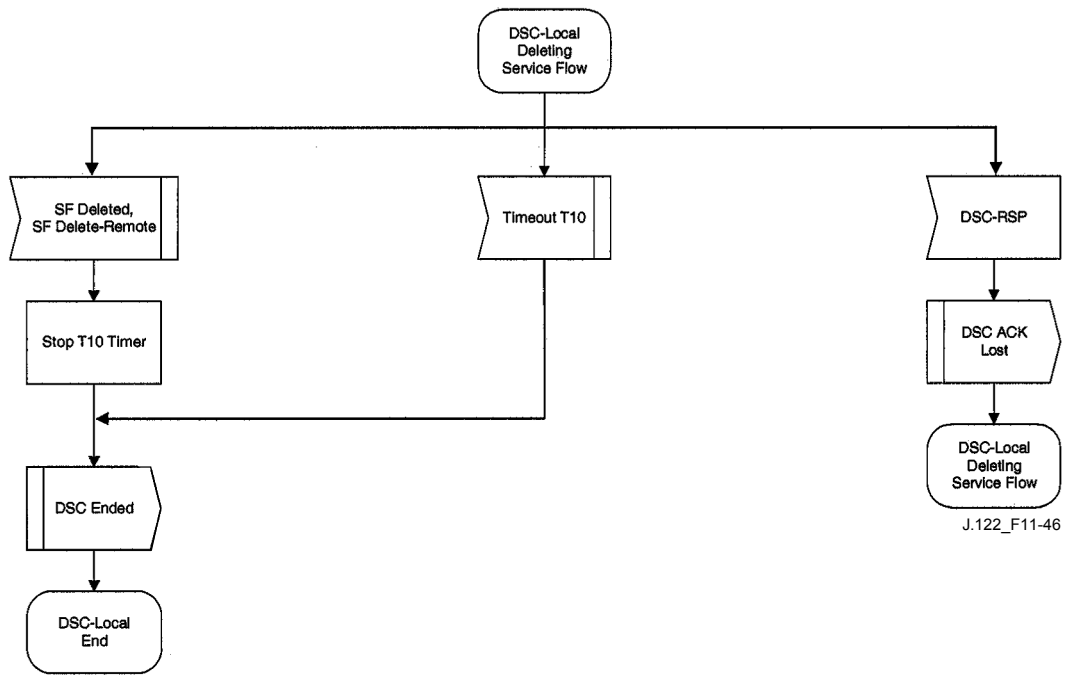 DSC-Local
Deleting
Service Flow
SF Deleted,
SF Delete-Remote
Timeout T10
DSC-RSP
Stop T10 Timer
DSC ACK
Lost
DSC-Local
Deleting
Service Flow
DSC Ended
J.122_F11-46
DSC-Local
End